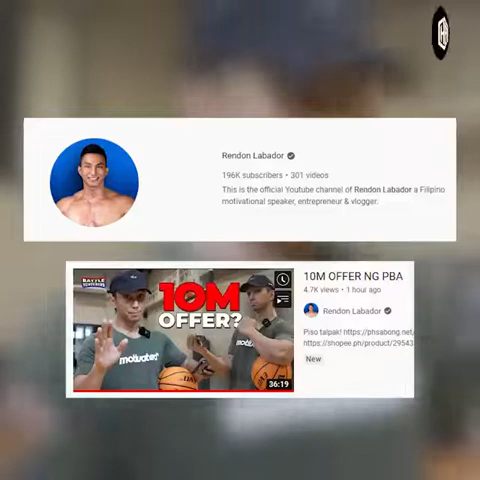 Rendon Labador
196K subscribers • 301 videos
This is the official Youtube channel of Rendon Labador a Filipino
motivational speaker, entrepreneur & vlogger.
BATTLE
10M
OFFER?
motivated
36:19
10M OFFER NG PBA
4.7K views • 1 hour ago
Rendon Labador
Piso talpak! https://phsabong.net
https://shopee.ph/product/29543
New